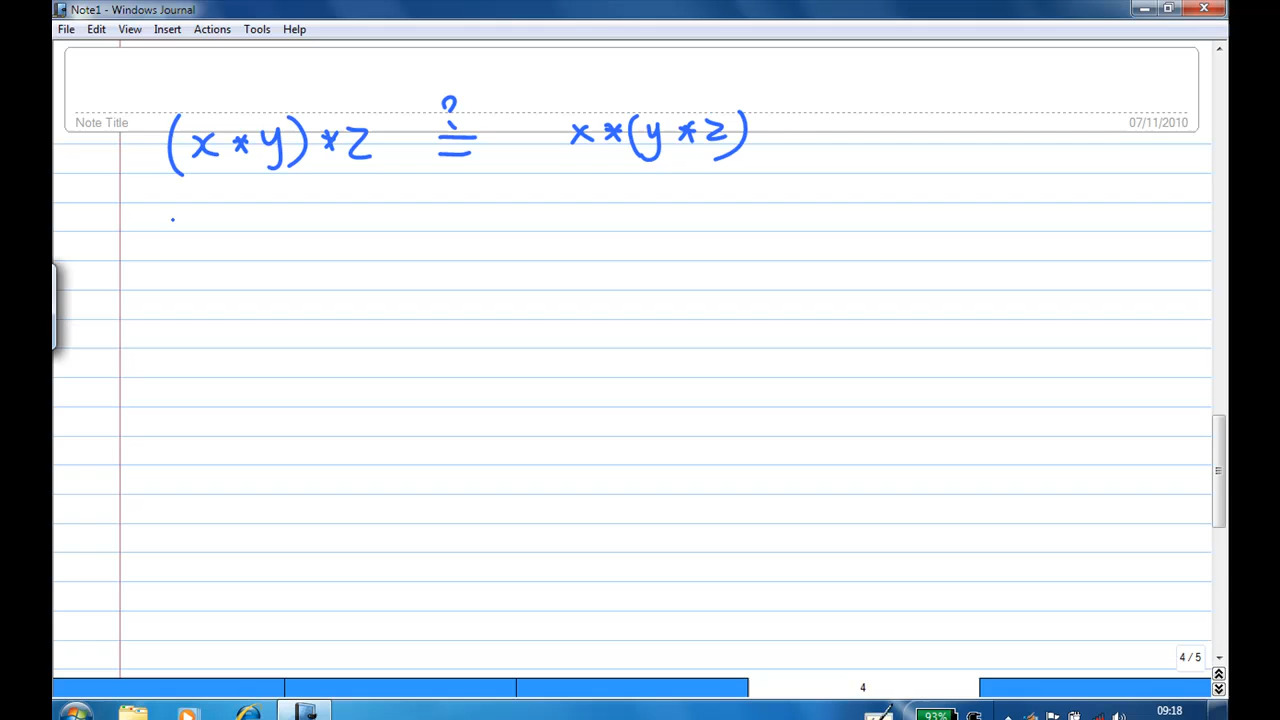 Note1 - Windows Journal
File Edit View Insert Actions Tools Help
?
(x * y) * z = x * (y * z)
Note Title 07/11/2010
4 / 5
4
93% 09:18